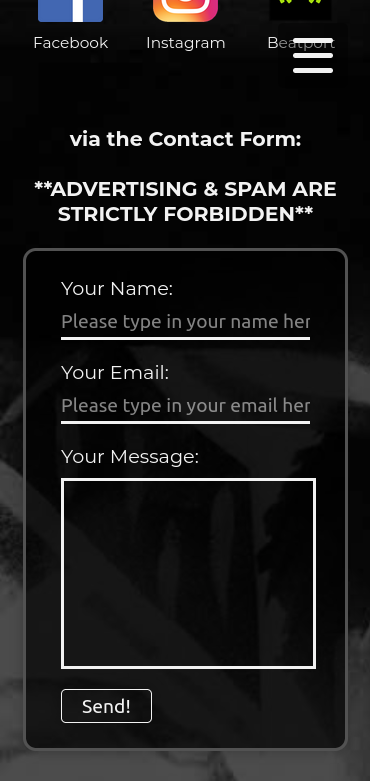 Facebook Instagram Beatport
via the Contact Form:
**ADVERTISING & SPAM ARE
STRICTLY FORBIDDEN**
Your Name:
Please type in your name her
Your Email:
Please type in your email her
Your Message:
Send!